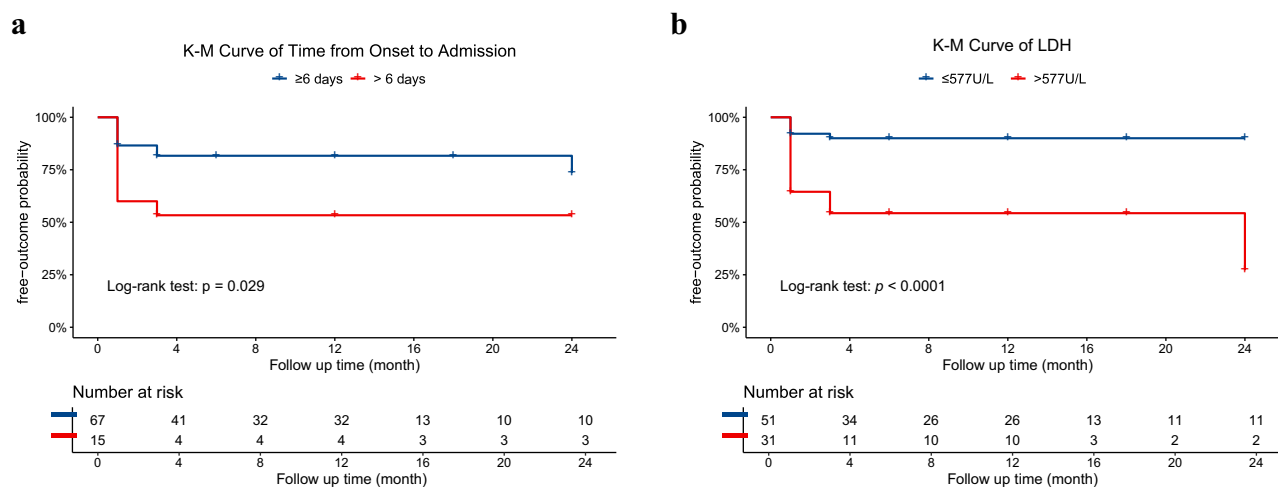 a
K-M Curve of Time from Onset to Admission
≥6 days > 6 days
free−outcome probability
100%
75%
50%
25%
0%
Log-rank test: p = 0.029
0 4 8 12 16 20 24
Follow up time (month)
Number at risk
67 41 32 32 13 10 10
15 4 4 4 3 3 3
0 4 8 12 16 20 24
Follow up time (month)
b
K-M Curve of LDH
≤577U/L >577U/L
free−outcome probability
100%
75%
50%
25%
0%
Log-rank test: p < 0.0001
0 4 8 12 16 20 24
Follow up time (month)
Number at risk
51 34 26 26 13 11 11
31 11 10 10 3 2 2
0 4 8 12 16 20 24
Follow up time (month)